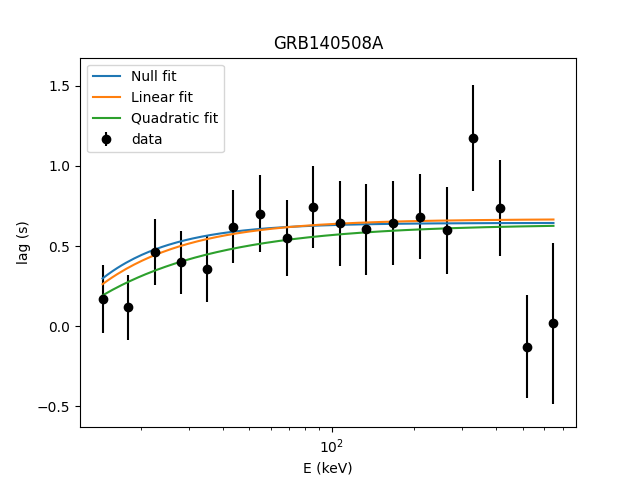 GRB140508A
Null fit
Linear fit
Quadratic fit
data
1.5
1.0
0.5
0.0
−0.5
lag (s)
10²
E (keV)